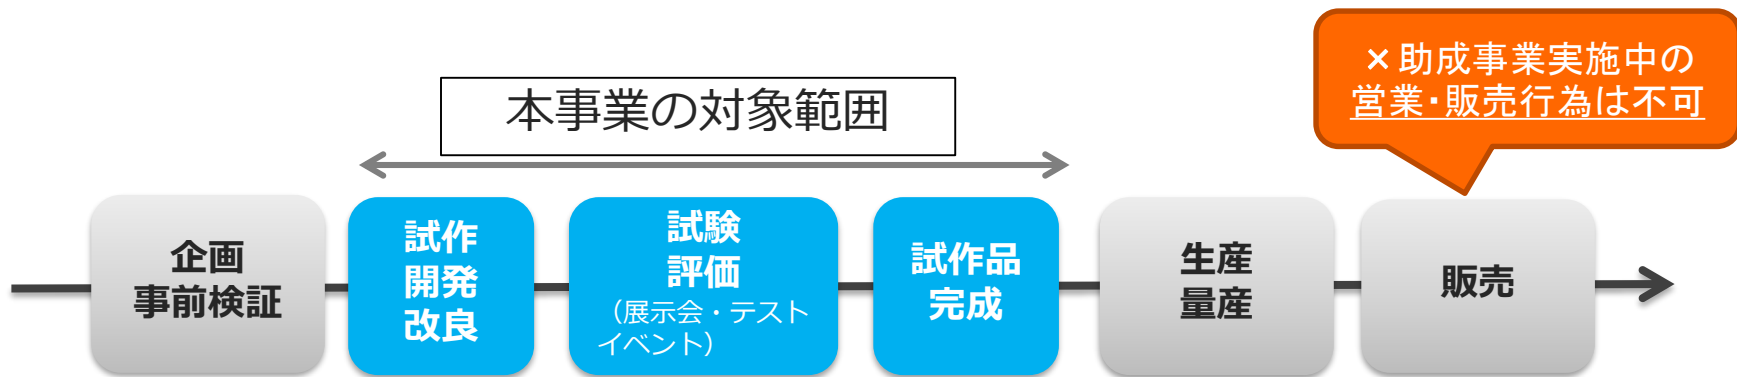 ×助成事業実施中の
営業・販売行為は不可
本事業の対象範囲
企画
事前検証
試作
開発
改良
試験
評価
（展示会・テスト
イベント）
試作品
完成
生産
量産
販売